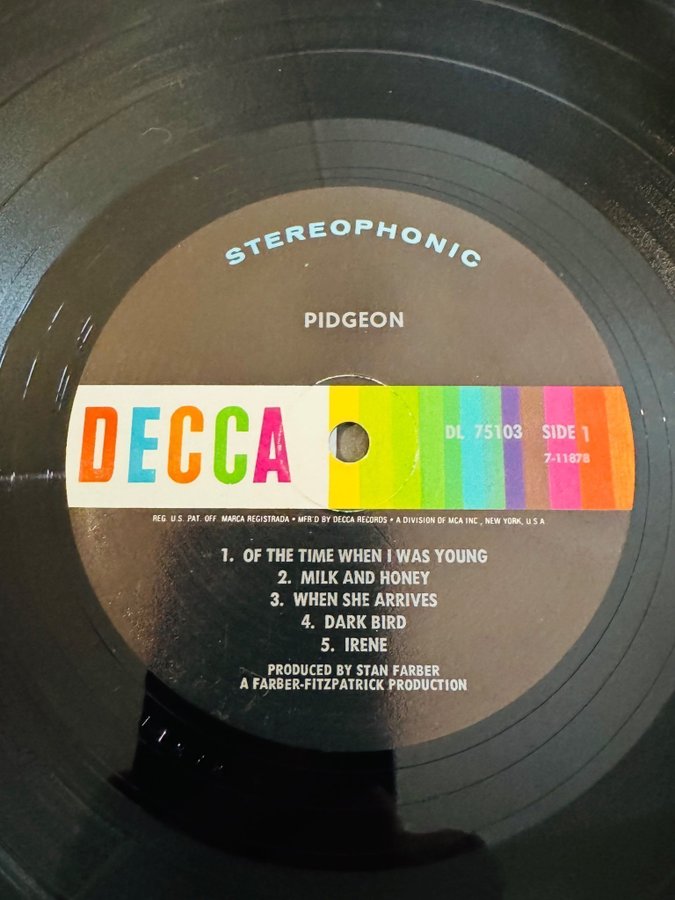 STEREOPHONIC
PIDGEON
DECCA
DL 75103 SIDE 1
7-11878
REG. U.S. PAT. OFF. MARCA REGISTRADA • MFR'D BY DECCA RECORDS • A DIVISION OF MCA INC., NEW YORK, U.S.A
1. OF THE TIME WHEN I WAS YOUNG
2. MILK AND HONEY
3. WHEN SHE ARRIVES
4. DARK BIRD
5. IRENE
PRODUCED BY STAN FARBER
A FARBER-FITZPATRICK PRODUCTION